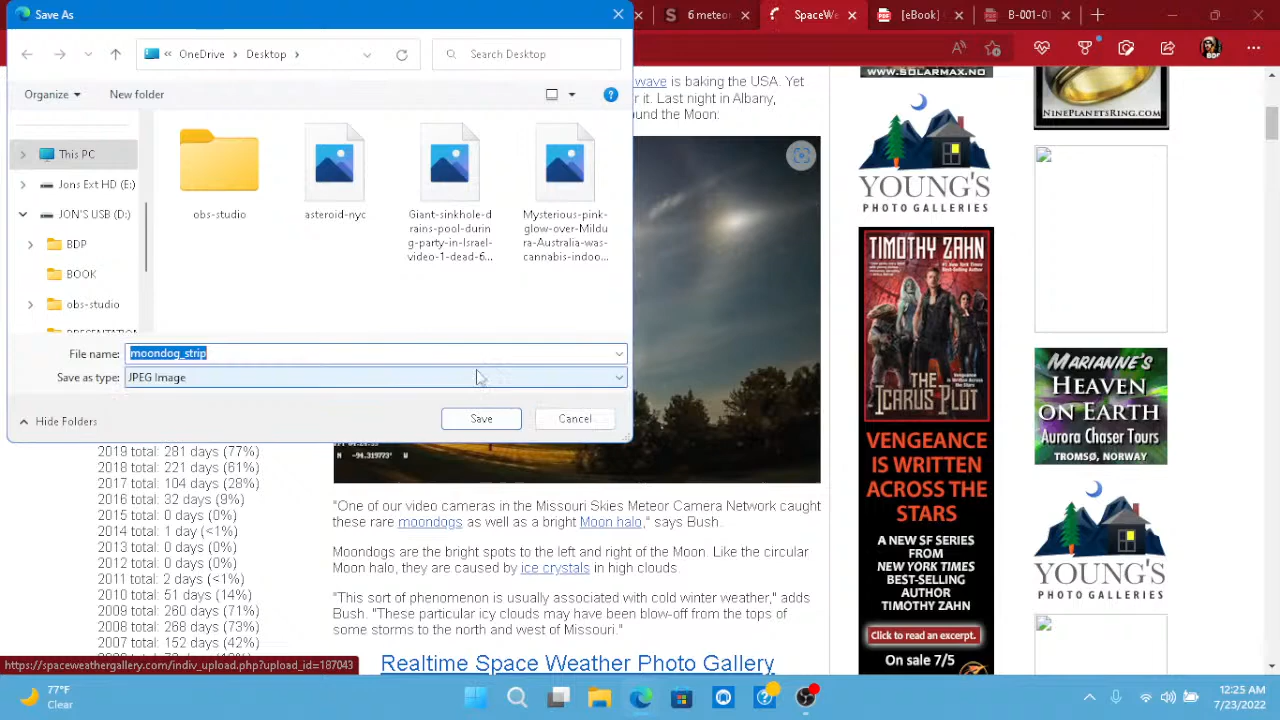 Save As
6 meteor
SpaceWe
[eBook]
B-001-01
« OneDrive > Desktop >
Search Desktop
Organize
New folder
This PC
Jons Ext HD (E:)
JON'S USB (D:)
BDP
BOOK
obs-studio
obs-studio
asteroid-nyc
Giant-sinkhole-d
rains-pool-durin
g-party-in-Israel-
video-1-dead-6...
Mysterious-pink-
glow-over-Mildu
ra-Australia-was-
cannabis-indoo...
File name:
moondog_strip
Save as type:
JPEG Image
Hide Folders
Save
Cancel
wave is baking the USA. Yet
r it. Last night in Albany,
und the Moon:
-94.319773° W
2019 total: 281 days (77%)
2018 total: 221 days (61%)
2017 total: 104 days (28%)
2016 total: 32 days (9%)
2015 total: 0 days (0%)
2014 total: 1 day (<1%)
2013 total: 0 days (0%)
2012 total: 0 days (0%)
2011 total: 2 days (<1%)
2010 total: 51 days (14%)
2009 total: 260 days (71%)
2008 total: 268 days (73%)
2007 total: 152 days (42%)
"One of our video cameras in the Missouri Skies Meteor Camera Network caught
these rare moondogs as well as a bright Moon halo," says Bush.
Moondogs are the bright spots to the left and right of the Moon. Like the circular
Moon halo, they are caused by ice crystals in high clouds.
"This sort of phenomenon is usually associated with cold winter weather," adds
Bush. "These particular icy clouds may have been blow-off from the tops of
some storms to the north and west of Missouri."
Realtime Space Weather Photo Gallery
https://spaceweathergallery.com/indiv_upload.php?upload_id=187043
WWW.SOLARMAX.NO
YOUNG'S
PHOTO GALLERIES
TIMOTHY ZAHN
THE
ICARUS PLOT
VENGEANCE
IS WRITTEN
ACROSS THE
STARS
A NEW SF SERIES
FROM
NEW YORK TIMES
BEST-SELLING
AUTHOR
TIMOTHY ZAHN
Click to read an excerpt.
On sale 7/5
NINEPLANETSRING.COM
MARIANNE'S
HEAVEN
ON EARTH
Aurora Chaser Tours
TROMSØ, NORWAY
YOUNG'S
PHOTO GALLERIES
77°F
Clear
12:25 AM
7/23/2022